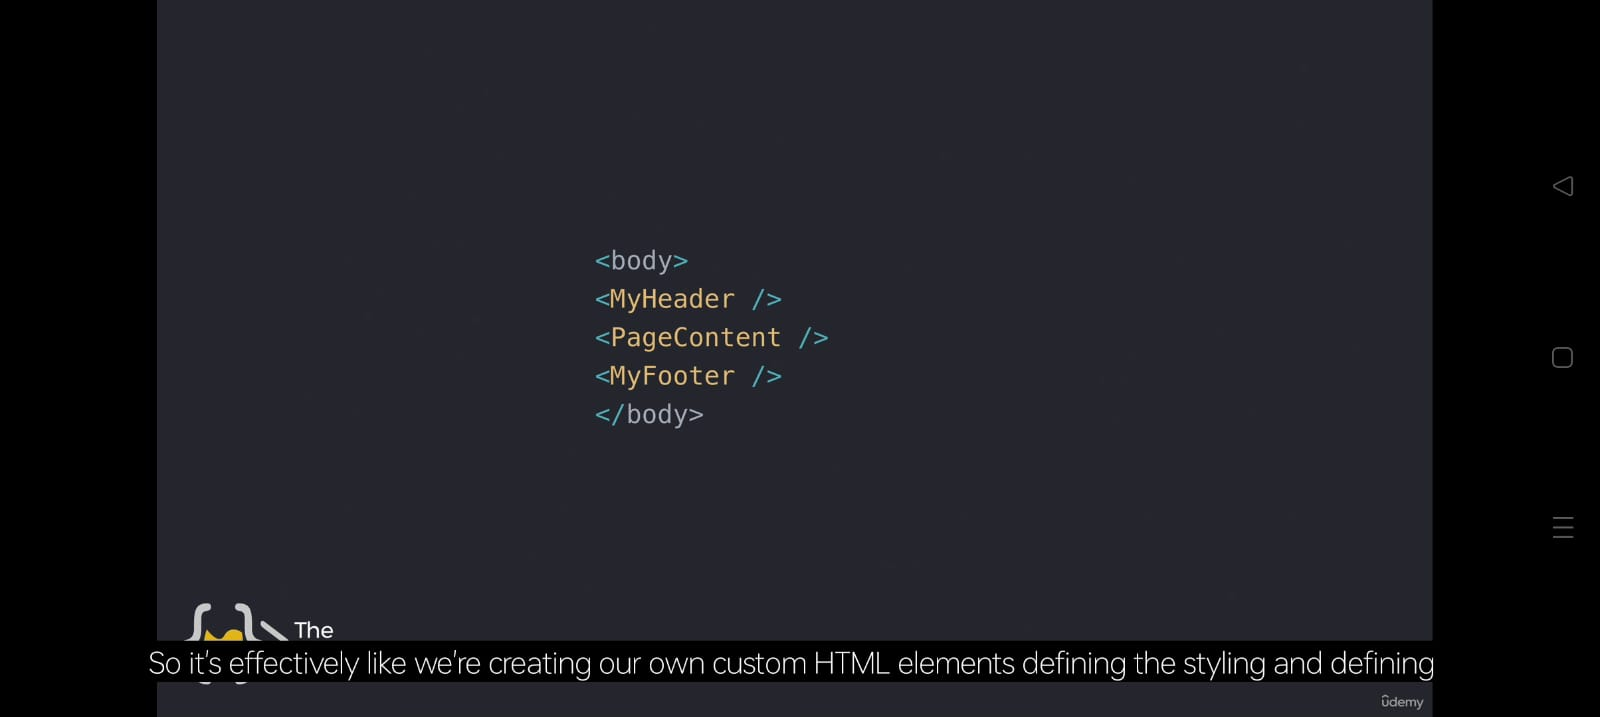 <body>
<MyHeader />
<PageContent />
<MyFooter />
</body>
The
So it's effectively like we're creating our own custom HTML elements defining the styling and defining
ûdemy